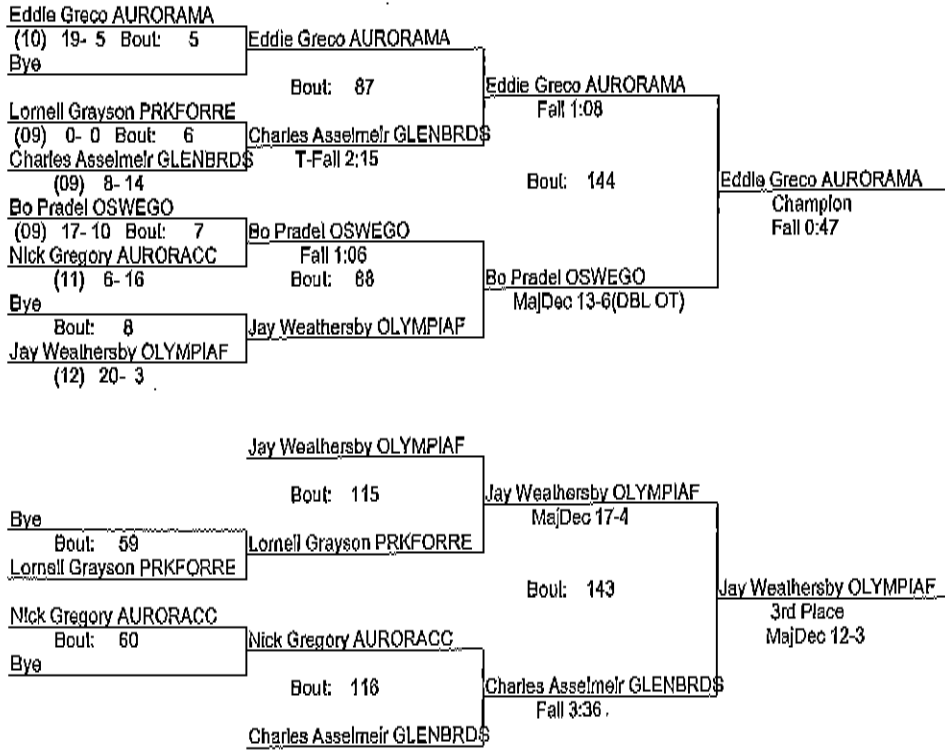 Eddie Greco AURORAMA
(10) 19- 5 Bout: 5
Bye
Eddie Greco AURORAMA
Bout: 87
Eddie Greco AURORAMA
Fall 1:08
Lornell Grayson PRKFORRE
(09) 0- 0 Bout: 6
Charles Asselmeir GLENBRDS
(09) 8- 14
Charles Asselmeir GLENBRDS
T-Fall 2:15
Bout: 144
Eddie Greco AURORAMA
Champion
Fall 0:47
Bo Pradel OSWEGO
(09) 17- 10 Bout: 7
Nick Gregory AURORACC
(11) 6- 16
Bo Pradel OSWEGO
Fall 1:06
Bout: 88
Bo Pradel OSWEGO
MajDec 13-6(DBL OT)
Bye
Bout: 8
Jay Weathersby OLYMPIAF
(12) 20- 3
Jay Weathersby OLYMPIAF
Jay Weathersby OLYMPIAF
Bout: 115
Jay Weathersby OLYMPIAF
MajDec 17-4
Bye
Bout: 59
Lornell Grayson PRKFORRE
Lornell Grayson PRKFORRE
Bout: 143
Jay Weathersby OLYMPIAF
3rd Place
MajDec 12-3
Nick Gregory AURORACC
Bout: 60
Bye
Nick Gregory AURORACC
Bout: 116
Charles Asselmeir GLENBRDS
Fall 3:36
Charles Asselmeir GLENBRDS